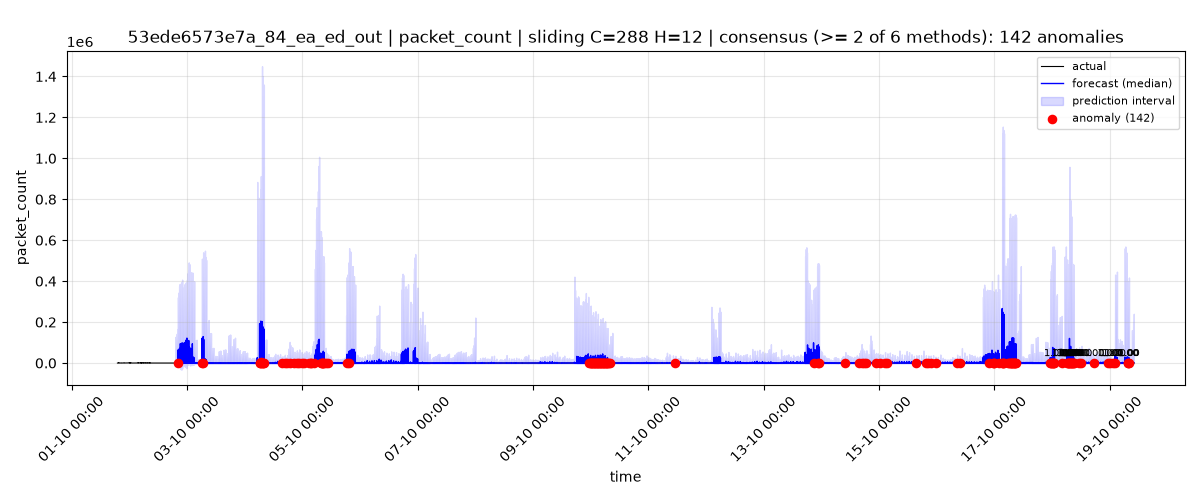 53ede6573e7a_84_ea_ed_out | packet_count | sliding C=288 H=12 | consensus (>= 2 of 6 methods): 142 anomalies
1e6
actual
forecast (median)
prediction interval
anomaly (142)
1.4
1.2
1.0
0.8
0.6
0.4
0.2
0.0
packet_count
01-10 00:00
03-10 00:00
05-10 00:00
07-10 00:00
09-10 00:00
11-10 00:00
13-10 00:00
15-10 00:00
17-10 00:00
19-10 00:00
time